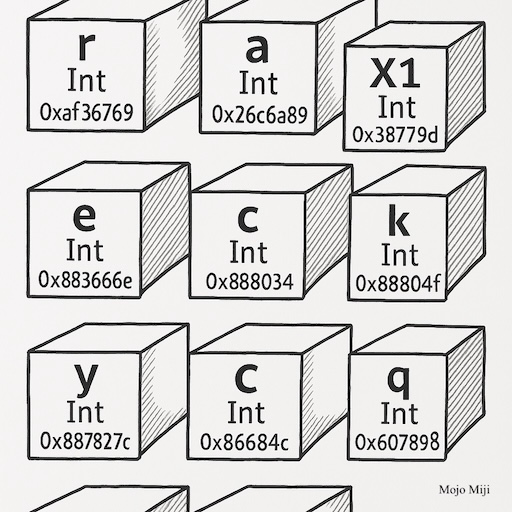 r
Int
0xaf36769
a
Int
0x26c6a89
X1
Int
0x38779d
e
Int
0x883666e
c
Int
0x888034
k
Int
0x88804f
y
Int
0x887827c
c
Int
0x86684c
q
Int
0x607898
Mojo Miji